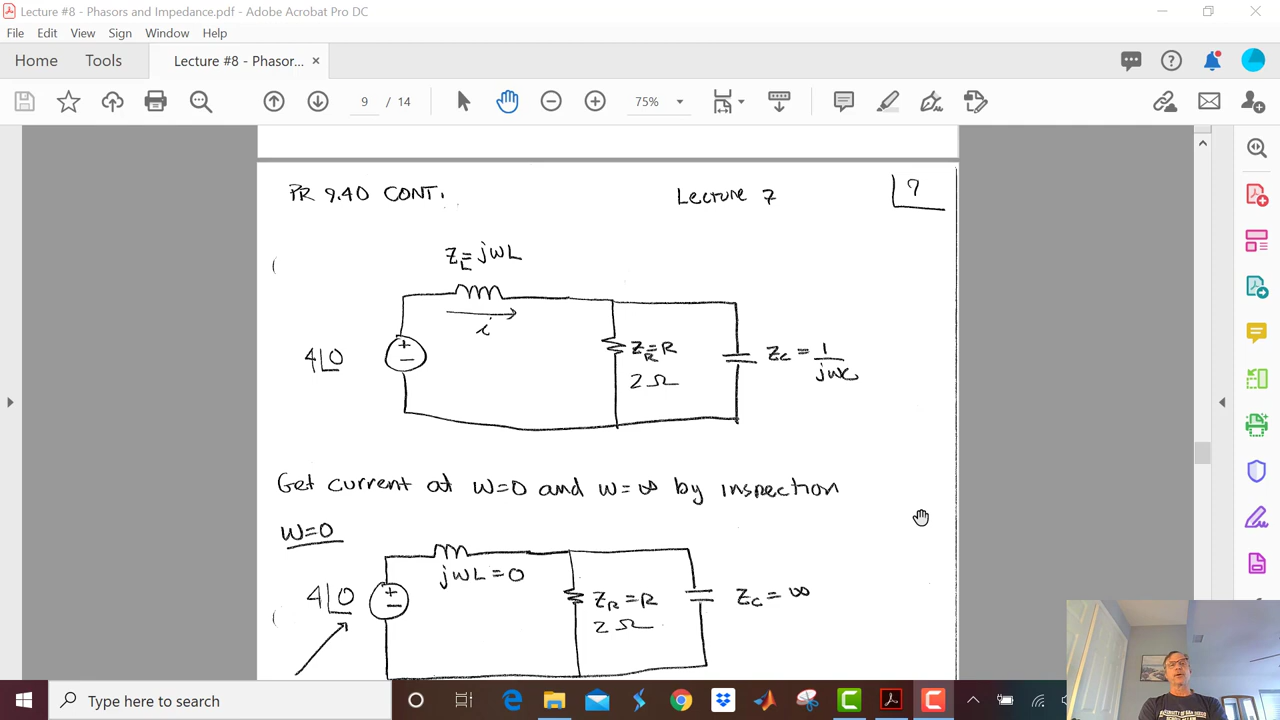 Lecture #8 - Phasors and Impedance.pdf - Adobe Acrobat Pro DC
File Edit View Sign Window Help
Home Tools Lecture #8 - Phasor... ×
9 / 14 75%
PR 9.40 CONT. Lecture 7 9
Z_L = jωL
i
4∠0
Z_R = R
2Ω
Z_C = 1/jωC
Get current at ω=0 and ω=∞ by inspection
ω=0
jωL = 0
4∠0
Z_R = R
2Ω
Z_C = ∞
Type here to search